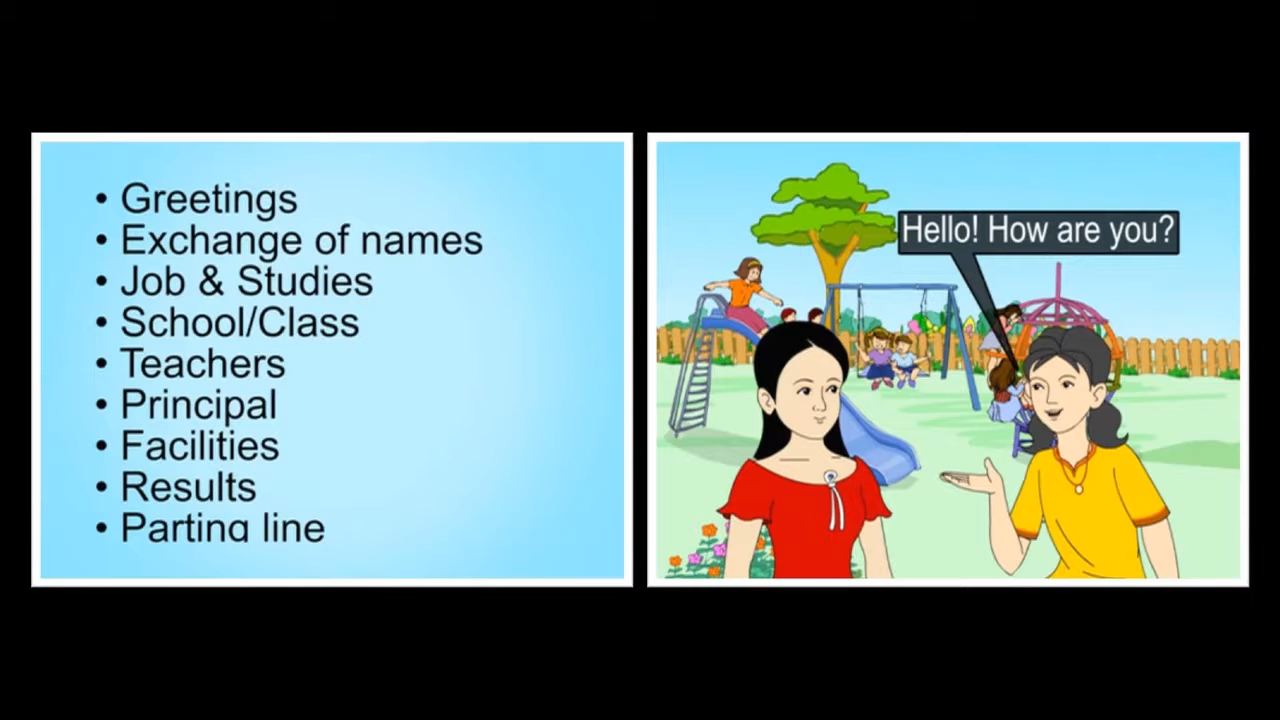 • Greetings
• Exchange of names
• Job & Studies
• School/Class
• Teachers
• Principal
• Facilities
• Results
• Parting line
Hello! How are you?